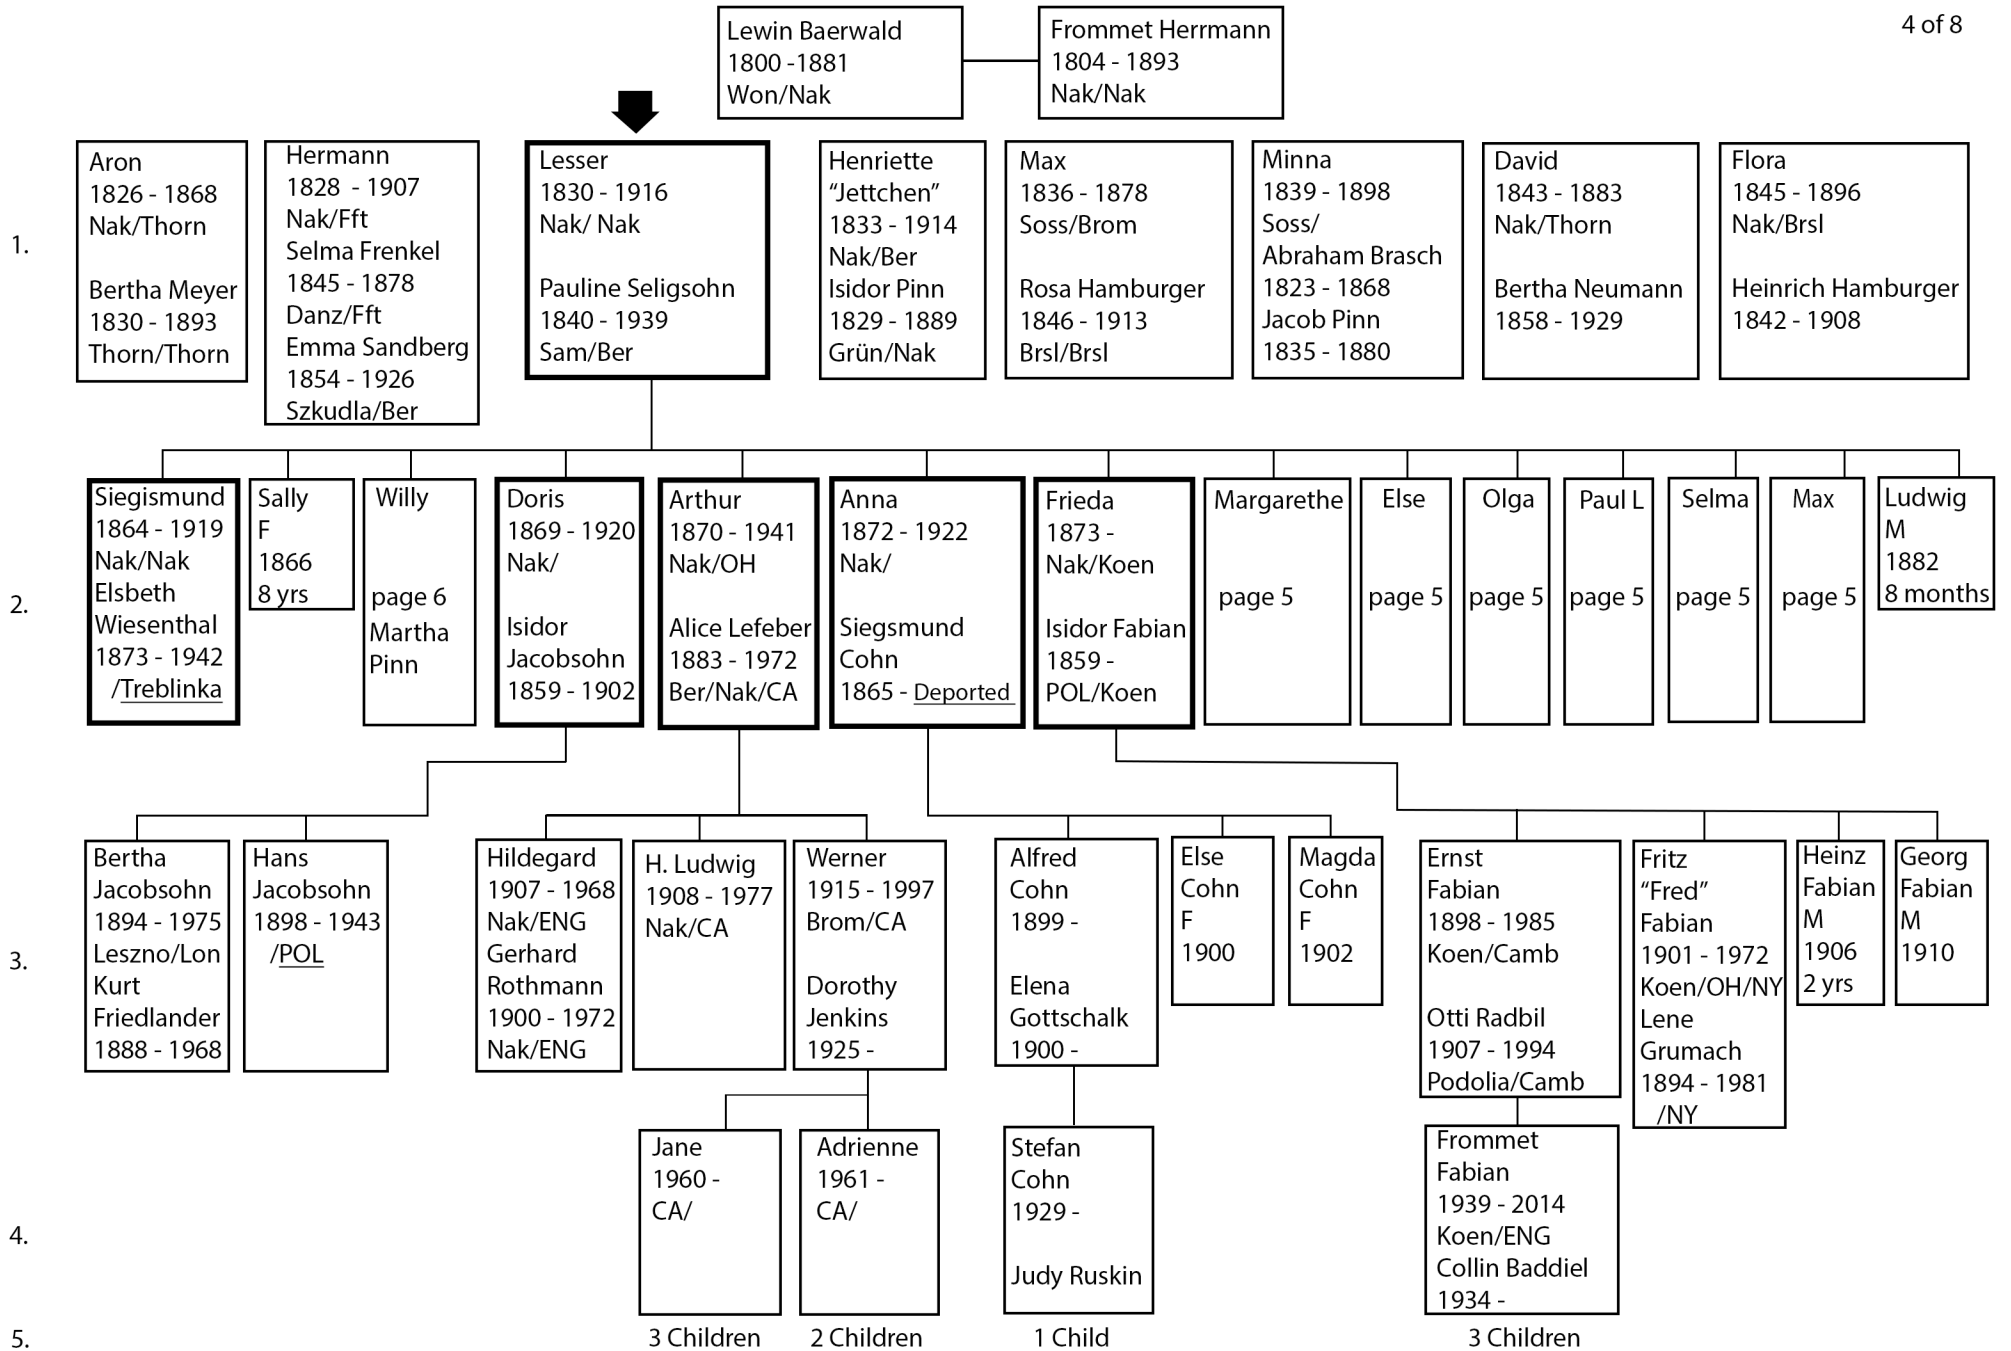 4 of 8
Lewin Baerwald
1800 -1881
Won/Nak
Frommet Herrmann
1804 - 1893
Nak/Nak
1.
Aron
1826 - 1868
Nak/Thorn
Bertha Meyer
1830 - 1893
Thorn/Thorn
Hermann
1828 - 1907
Nak/Fft
Selma Frenkel
1845 - 1878
Danz/Fft
Emma Sandberg
1854 - 1926
Szkudla/Ber
Lesser
1830 - 1916
Nak/ Nak
Pauline Seligsohn
1840 - 1939
Sam/Ber
Henriette
“Jettchen”
1833 - 1914
Nak/Ber
Isidor Pinn
1829 - 1889
Grün/Nak
Max
1836 - 1878
Soss/Brom
Rosa Hamburger
1846 - 1913
Brsl/Brsl
Minna
1839 - 1898
Soss/
Abraham Brasch
1823 - 1868
Jacob Pinn
1835 - 1880
David
1843 - 1883
Nak/Thorn
Bertha Neumann
1858 - 1929
Flora
1845 - 1896
Nak/Brsl
Heinrich Hamburger
1842 - 1908
2.
Siegismund
1864 - 1919
Nak/Nak
Elsbeth
Wiesenthal
1873 - 1942
/Treblinka
Sally
F
1866
8 yrs
Willy
page 6
Martha
Pinn
Doris
1869 - 1920
Nak/
Isidor
Jacobsohn
1859 - 1902
Arthur
1870 - 1941
Nak/OH
Alice Lefeber
1883 - 1972
Ber/Nak/CA
Anna
1872 - 1922
Nak/
Siegsmund
Cohn
1865 - Deported
Frieda
1873 -
Nak/Koen
Isidor Fabian
1859 -
POL/Koen
Margarethe
page 5
Else
page 5
Olga
page 5
Paul L
page 5
Selma
page 5
Max
page 5
Ludwig
M
1882
8 months
3.
Bertha
Jacobsohn
1894 - 1975
Leszno/Lon
Kurt
Friedlander
1888 - 1968
Hans
Jacobsohn
1898 - 1943
/POL
Hildegard
1907 - 1968
Nak/ENG
Gerhard
Rothmann
1900 - 1972
Nak/ENG
H. Ludwig
1908 - 1977
Nak/CA
Werner
1915 - 1997
Brom/CA
Dorothy
Jenkins
1925 -
Alfred
Cohn
1899 -
Elena
Gottschalk
1900 -
Else
Cohn
F
1900
Magda
Cohn
F
1902
Ernst
Fabian
1898 - 1985
Koen/Camb
Otti Radbil
1907 - 1994
Podolia/Camb
Fritz
“Fred”
Fabian
1901 - 1972
Koen/OH/NY
Lene
Grumach
1894 - 1981
/NY
Heinz
Fabian
M
1906
2 yrs
Georg
Fabian
M
1910
4.
Jane
1960 -
CA/
Adrienne
1961 -
CA/
Stefan
Cohn
1929 -
Judy Ruskin
Frommet
Fabian
1939 - 2014
Koen/ENG
Collin Baddiel
1934 -
5.
3 Children
2 Children
1 Child
3 Children